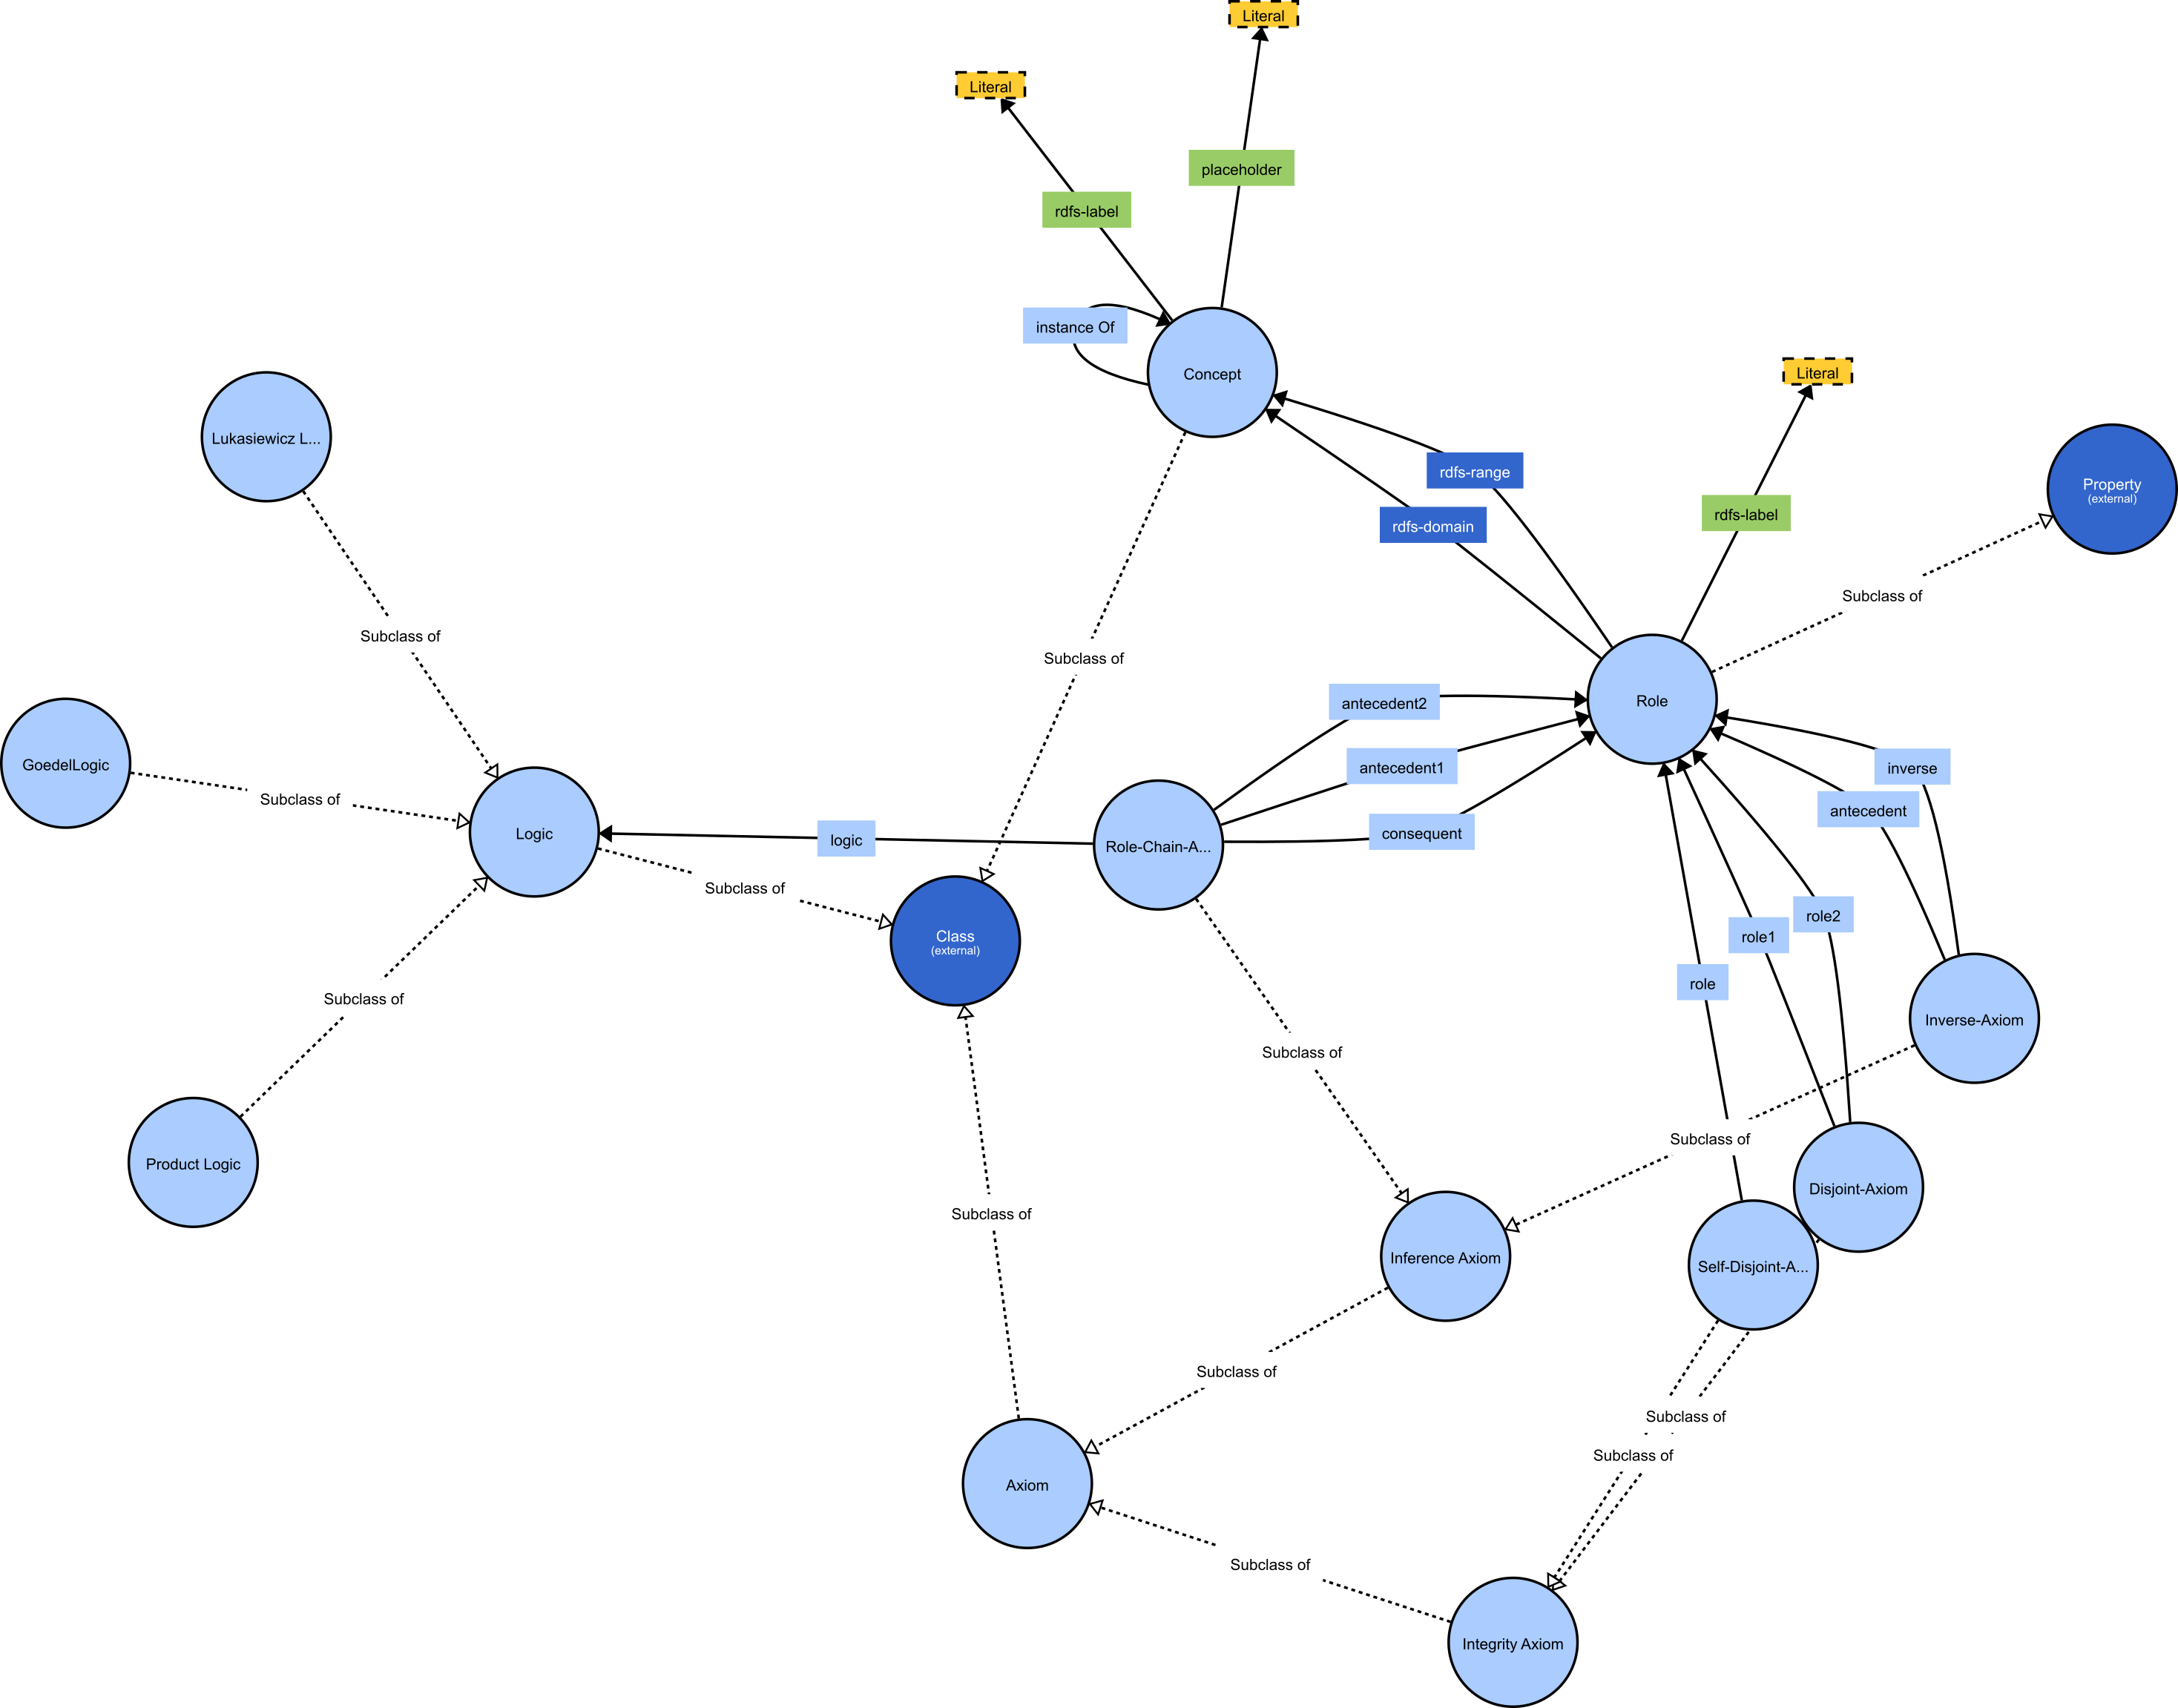 Literal
Literal
placeholder
rdfs-label
instance Of
Concept
Literal
Lukasiewicz L...
rdfs-range
Property
(external)
rdfs-label
rdfs-domain
Subclass of
Subclass of
Subclass of
Role
antecedent2
GoedelLogic
antecedent1
inverse
Subclass of
antecedent
Logic
logic
consequent
Role-Chain-A...
Subclass of
role2
Class
(external)
role1
role
Subclass of
Inverse-Axiom
Subclass of
Subclass of
Product Logic
Disjoint-Axiom
Subclass of
Inference Axiom
Self-Disjoint-A...
Subclass of
Subclass of
Subclass of
Axiom
Subclass of
Integrity Axiom